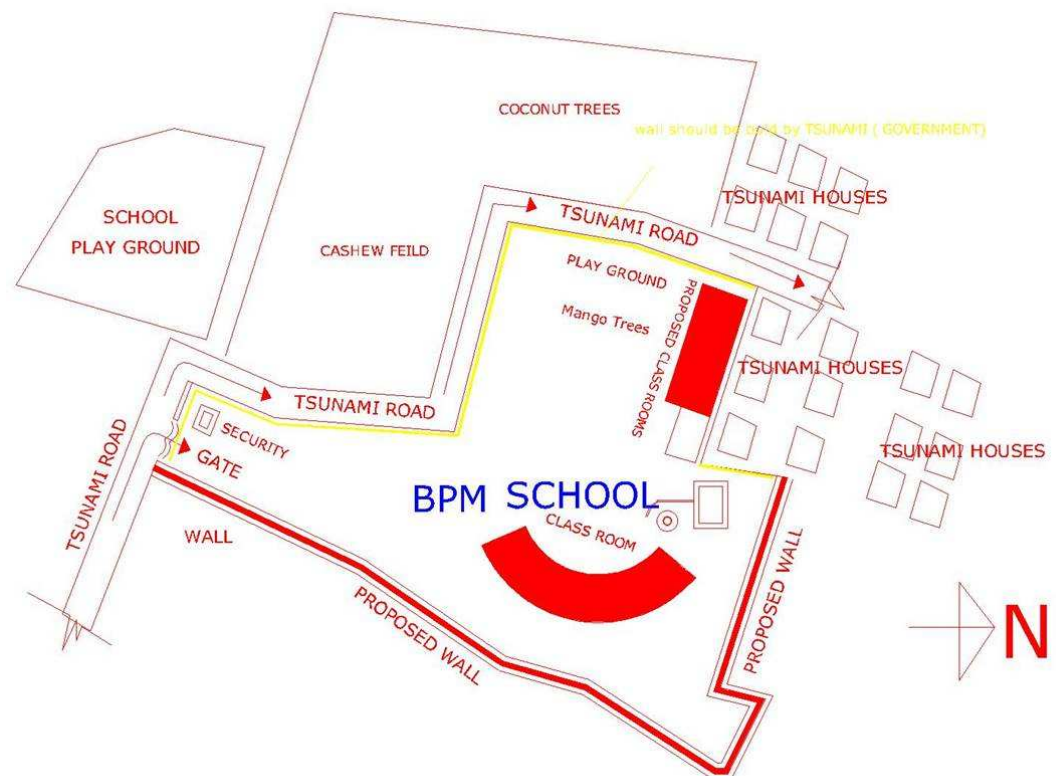 COCONUT TREES
wall should be build by TSUNAMI ( GOVERNMENT)
TSUNAMI HOUSES
SCHOOL
PLAY GROUND
TSUNAMI ROAD
CASHEW FEILD
PLAY GROUND
Mango Trees
PROPOSED CLASS ROOMS
TSUNAMI HOUSES
TSUNAMI ROAD
SECURITY
GATE
TSUNAMI HOUSES
TSUNAMI ROAD
BPM SCHOOL
CLASS ROOM
WALL
PROPOSED WALL
PROPOSED WALL
N